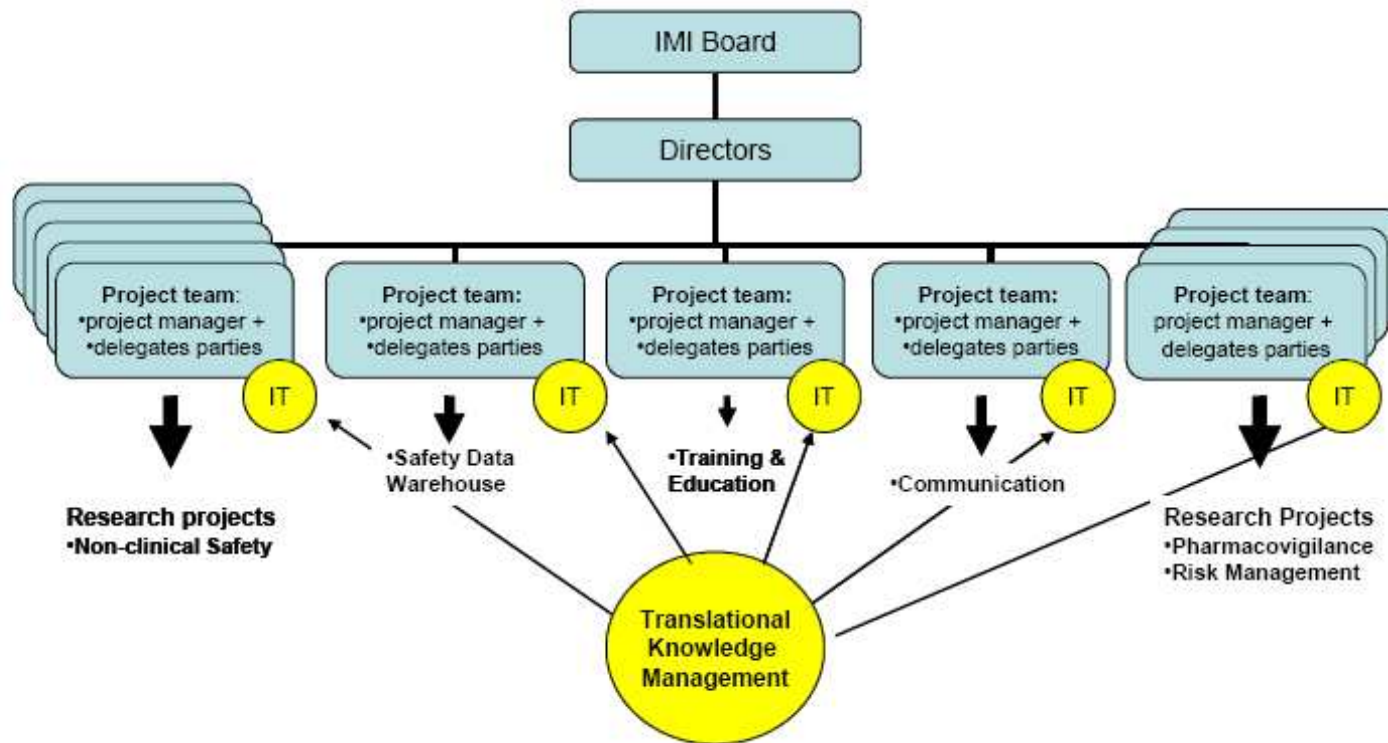 IMI Board
Directors
Project team:
•project manager +
•delegates parties
IT
Project team:
•project manager +
•delegates parties
IT
Project team:
•project manager +
•delegates parties
IT
Project team:
•project manager +
•delegates parties
IT
Project team:
project manager +
delegates parties
IT
Research projects
•Non-clinical Safety
•Safety Data
Warehouse
•Training &
Education
•Communication
Research Projects
•Pharmacovigilance
•Risk Management
Translational
Knowledge
Management